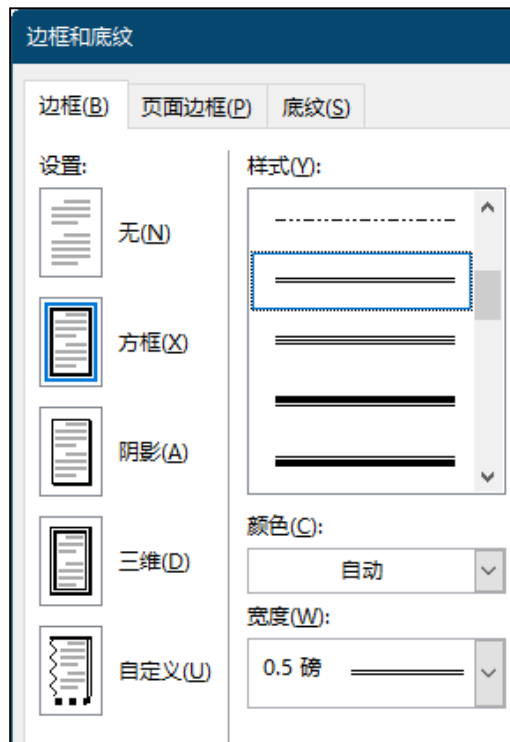 边框和底纹
边框(B) 页面边框(P) 底纹(S)
设置:
无(N)
方框(X)
阴影(A)
三维(D)
自定义(U)
样式(Y):
颜色(C):
自动
宽度(W):
0.5 磅